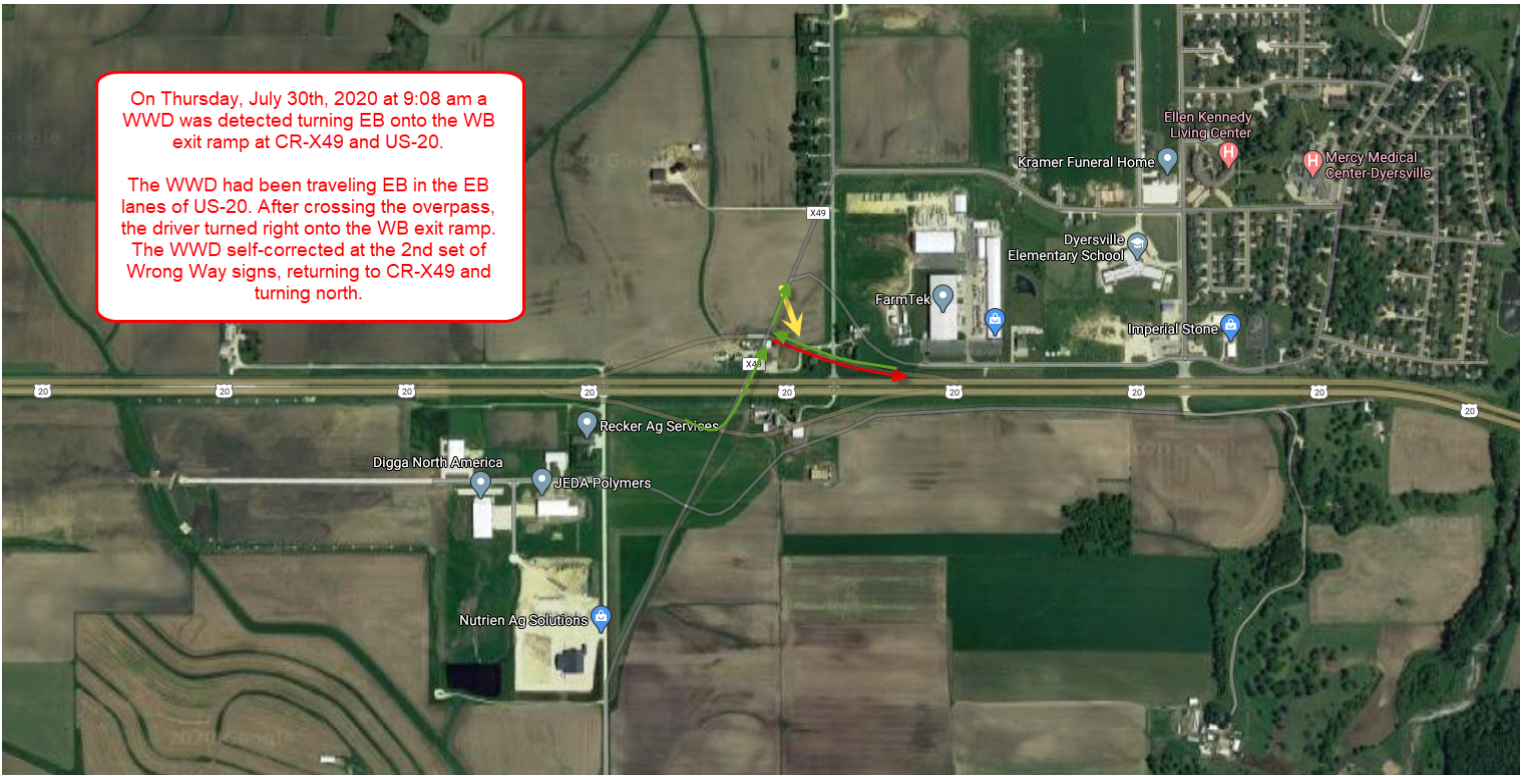 On Thursday, July 30th, 2020 at 9:08 am a
WWD was detected turning EB onto the WB
exit ramp at CR-X49 and US-20.
The WWD had been traveling EB in the EB
lanes of US-20. After crossing the overpass,
the driver turned right onto the WB exit ramp.
The WWD self-corrected at the 2nd set of
Wrong Way signs, returning to CR-X49 and
turning north.
Ellen Kennedy
Living Center
Kramer Funeral Home
H
H
Mercy Medical
Center-Dyersville
X49
Dyersville
Elementary School
FarmTek
Imperial Stone
X49
20
20
20
20
20
20
20
20
20
Recker Ag Services
Digga North America
JEDA Polymers
Nutrien Ag Solutions